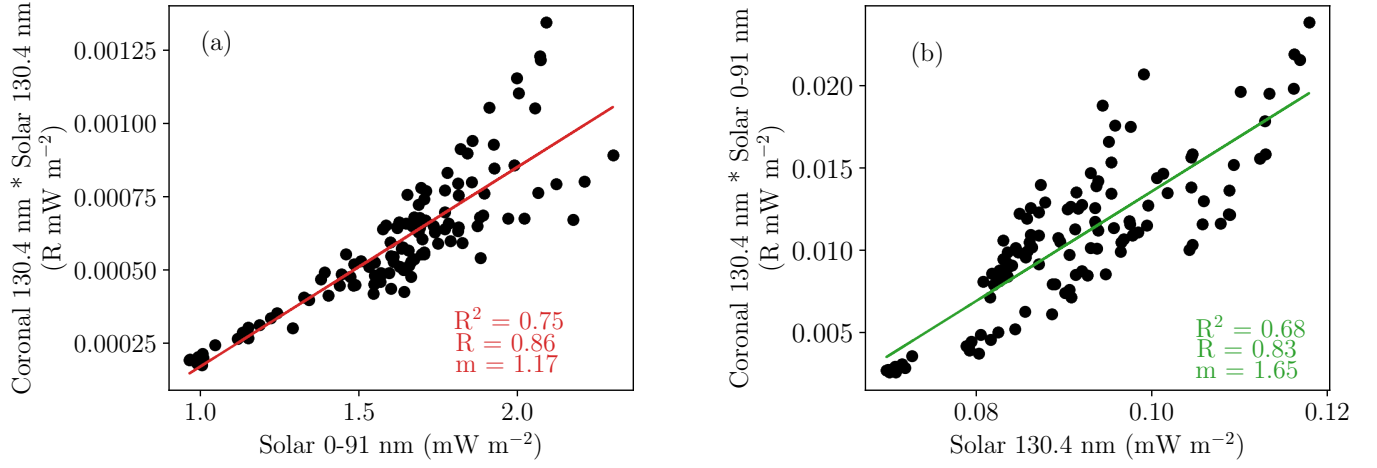 Coronal 130.4 nm * Solar 130.4 nm
(R mW m⁻²)
0.00125
0.00100
0.00075
0.00050
0.00025
(a)
R² = 0.75
R = 0.86
m = 1.17
1.0 1.5 2.0
Solar 0-91 nm (mW m⁻²)
Coronal 130.4 nm * Solar 0-91 nm
(R mW m⁻²)
0.020
0.015
0.010
0.005
(b)
R² = 0.68
R = 0.83
m = 1.65
0.08 0.10 0.12
Solar 130.4 nm (mW m⁻²)